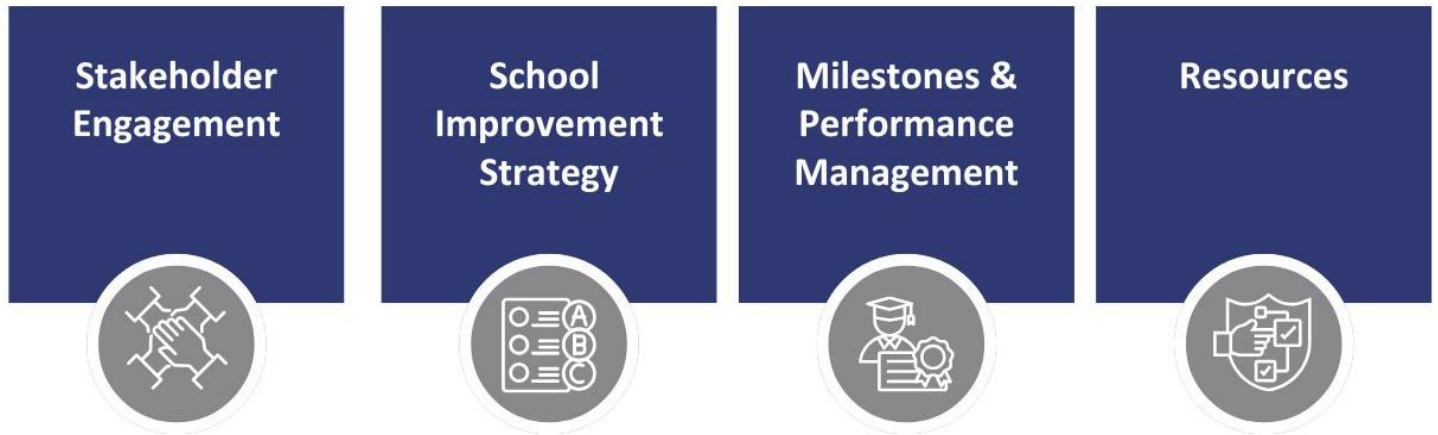 Stakeholder
Engagement
School
Improvement
Strategy
Milestones &
Performance
Management
Resources
A
B
C